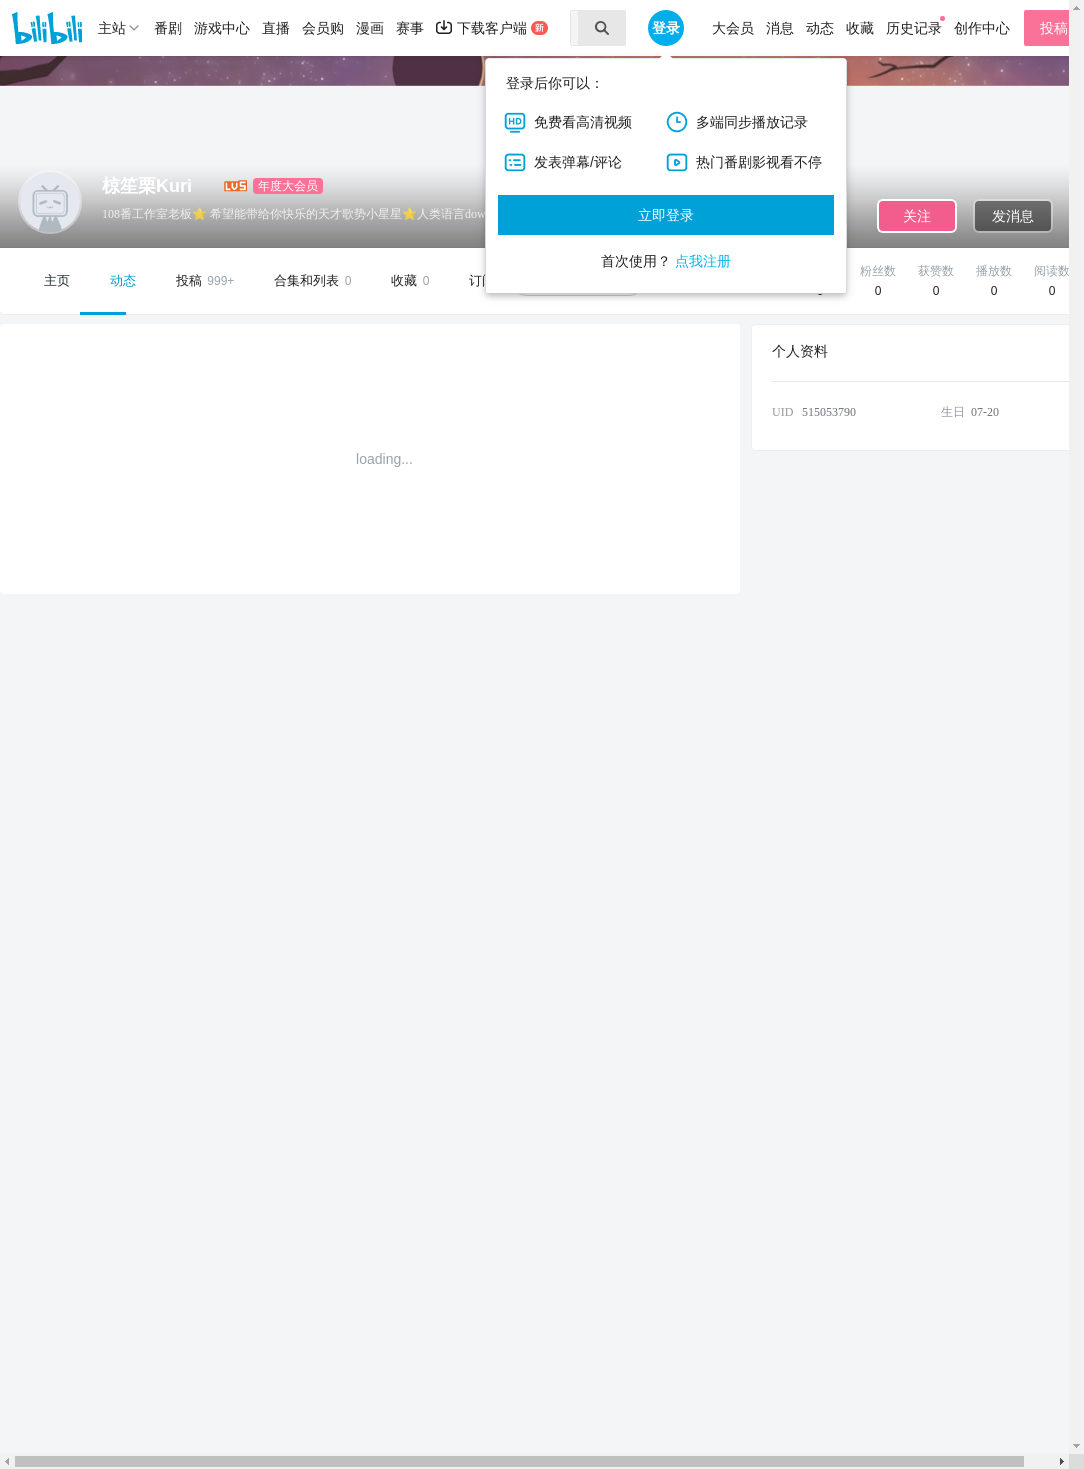 bilibili 主站 番剧 游戏中心 直播 会员购 漫画 赛事 下载客户端 新 登录 大会员 消息 动态 收藏 历史记录 创作中心 投稿
登录后你可以：
HD 免费看高清视频 多端同步播放记录
发表弹幕/评论 热门番剧影视看不停
立即登录
首次使用？ 点我注册
椋笙栗Kuri LV5 年度大会员
108番工作室老板🌟 希望能带给你快乐的天才歌势小星星🌟人类语言dow
关注 发消息
主页 动态 投稿 999+ 合集和列表 0 收藏 0
粉丝数 获赞数 播放数 阅读数
0 0 0 0
loading...
个人资料
UID 515053790 生日 07-20